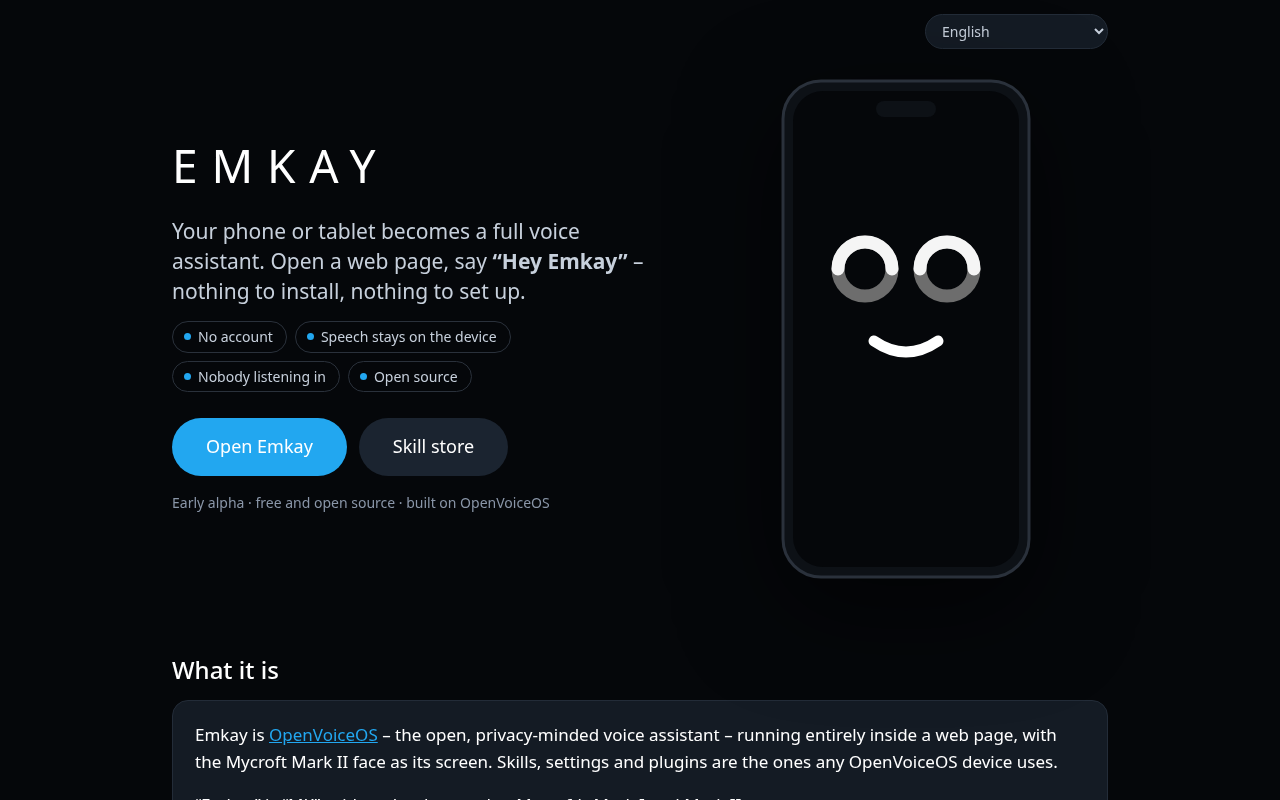 English
EMKAY
Your phone or tablet becomes a full voice
assistant. Open a web page, say “Hey Emkay” –
nothing to install, nothing to set up.
No account
Speech stays on the device
Nobody listening in
Open source
Open Emkay
Skill store
Early alpha · free and open source · built on OpenVoiceOS
What it is
Emkay is OpenVoiceOS – the open, privacy-minded voice assistant – running entirely inside a web page, with
the Mycroft Mark II face as its screen. Skills, settings and plugins are the ones any OpenVoiceOS device uses.